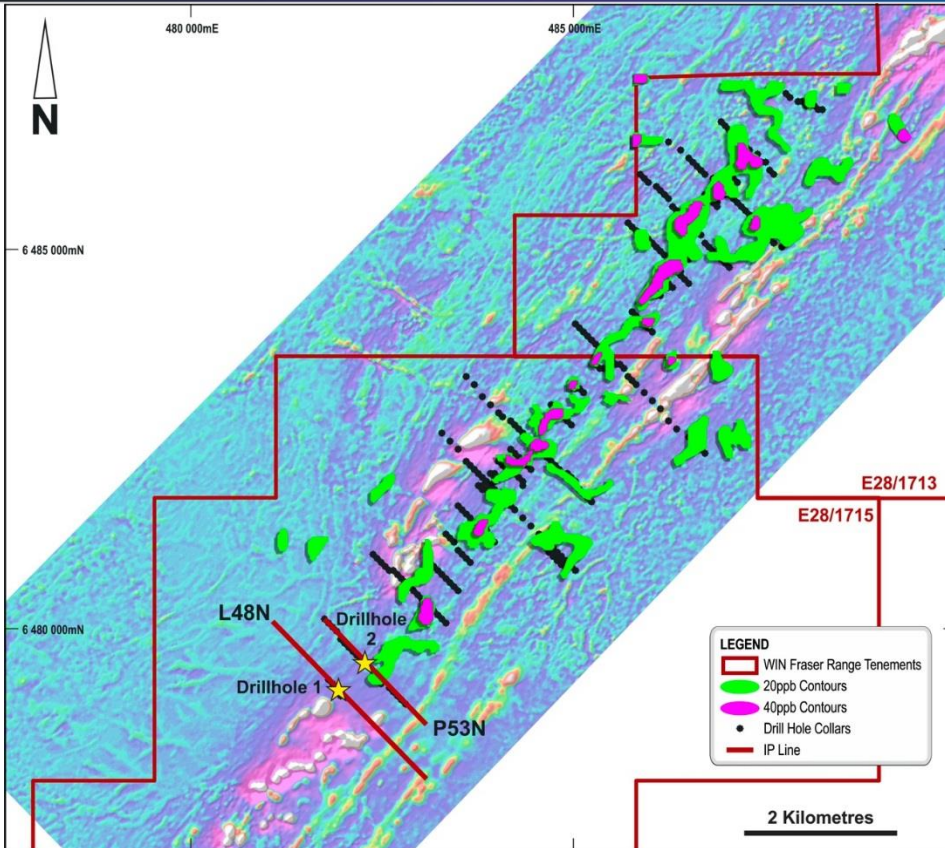 480 000mE
485 000mE
N
6 485 000mN
E28/1713
E28/1715
6 480 000mN
L48N
Drillhole
2
Drillhole 1
P53N
LEGEND
WIN Fraser Range Tenements
20ppb Contours
40ppb Contours
Drill Hole Collars
IP Line
2 Kilometres